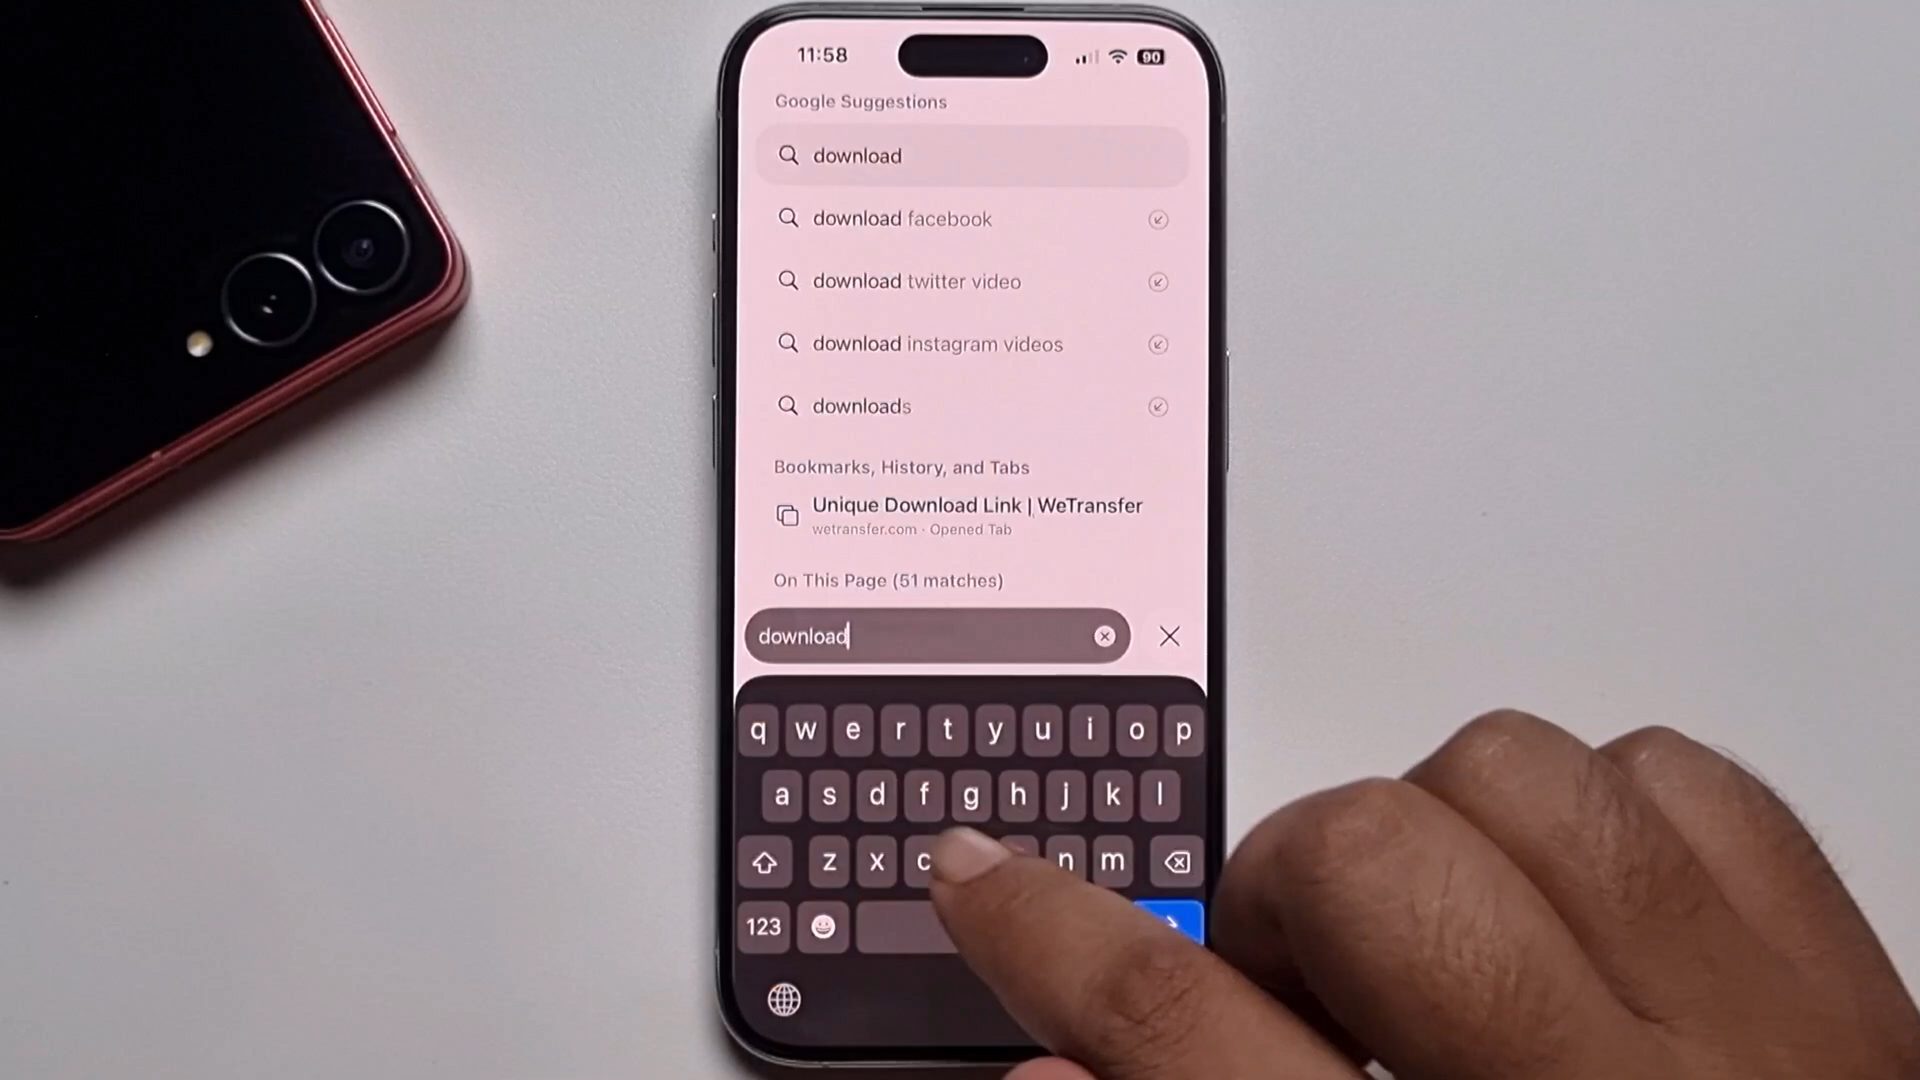 11:58
90
Google Suggestions
download
download facebook
download twitter video
download instagram videos
downloads
Bookmarks, History, and Tabs
Unique Download Link | WeTransfer
wetransfer.com · Opened Tab
On This Page (51 matches)
download
q w e r t y u i o p
a s d f g h j k l
z x c n m
123